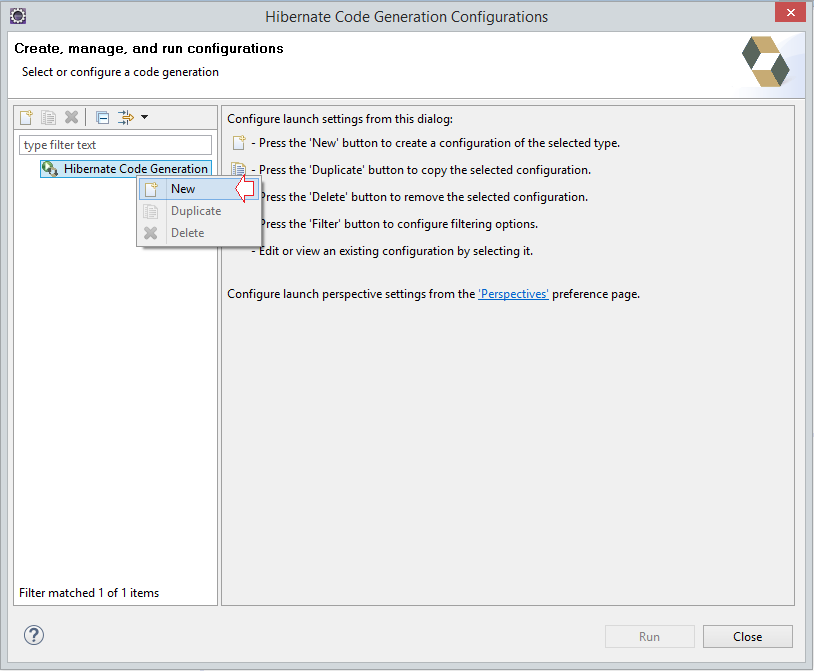 Hibernate Code Generation Configurations
Create, manage, and run configurations
Select or configure a code generation
type filter text
Hibernate Code Generation
New
Duplicate
Delete
Filter matched 1 of 1 items
Configure launch settings from this dialog:
- Press the 'New' button to create a configuration of the selected type.
- Press the 'Duplicate' button to copy the selected configuration.
Press the 'Delete' button to remove the selected configuration.
Press the 'Filter' button to configure filtering options.
- Edit or view an existing configuration by selecting it.
Configure launch perspective settings from the 'Perspectives' preference page.
?
Run
Close